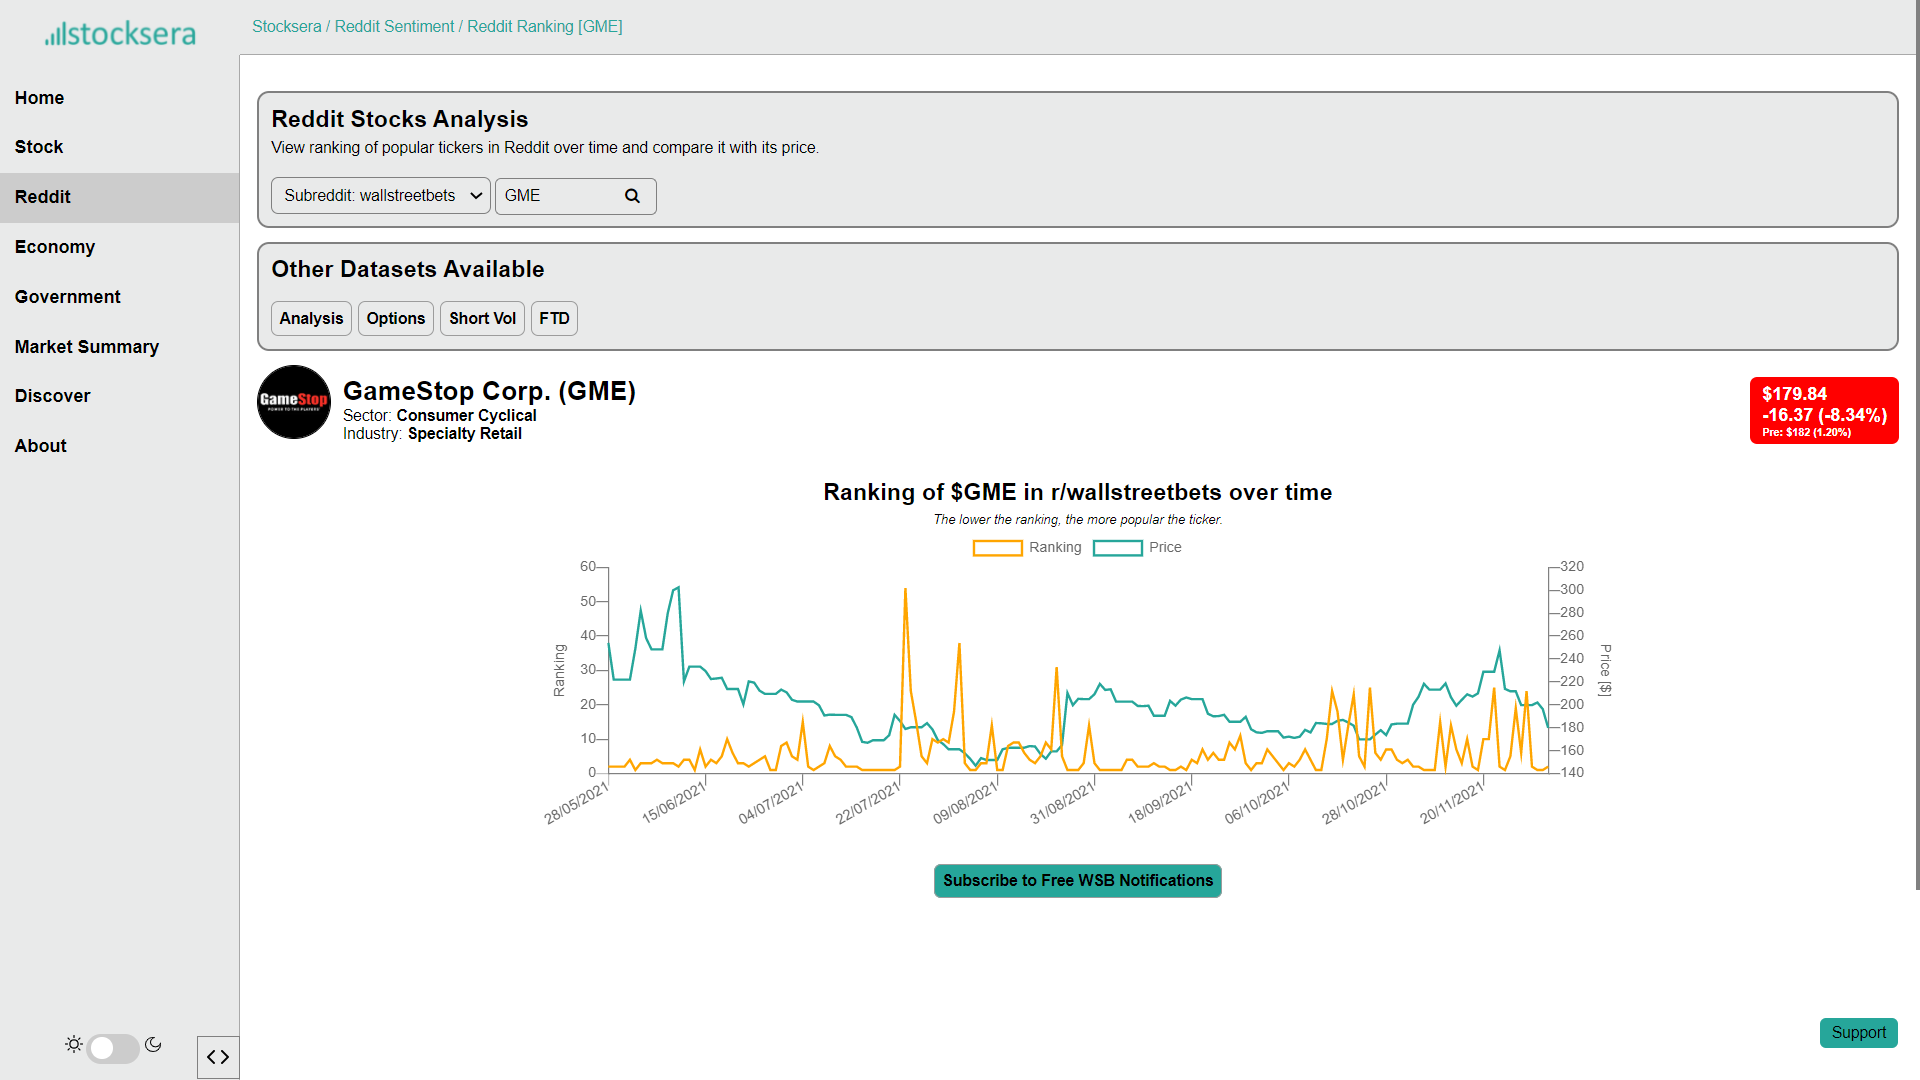 stocksera
Stocksera / Reddit Sentiment / Reddit Ranking [GME]
Home
Stock
Reddit
Economy
Government
Market Summary
Discover
About
Reddit Stocks Analysis
View ranking of popular tickers in Reddit over time and compare it with its price.
Subreddit: wallstreetbets
GME
Other Datasets Available
Analysis
Options
Short Vol
FTD
GameStop
POWER TO THE PLAYERS
GameStop Corp. (GME)
Sector: Consumer Cyclical
Industry: Specialty Retail
$179.84
-16.37 (-8.34%)
Pre: $182 (1.20%)
Ranking of $GME in r/wallstreetbets over time
The lower the ranking, the more popular the ticker.
Ranking
Price
60
50
40
30
20
10
0
Ranking
320
300
280
260
240
220
200
180
160
140
Price [$]
28/05/2021
15/06/2021
04/07/2021
22/07/2021
09/08/2021
31/08/2021
18/09/2021
06/10/2021
28/10/2021
20/11/2021
Subscribe to Free WSB Notifications
Support